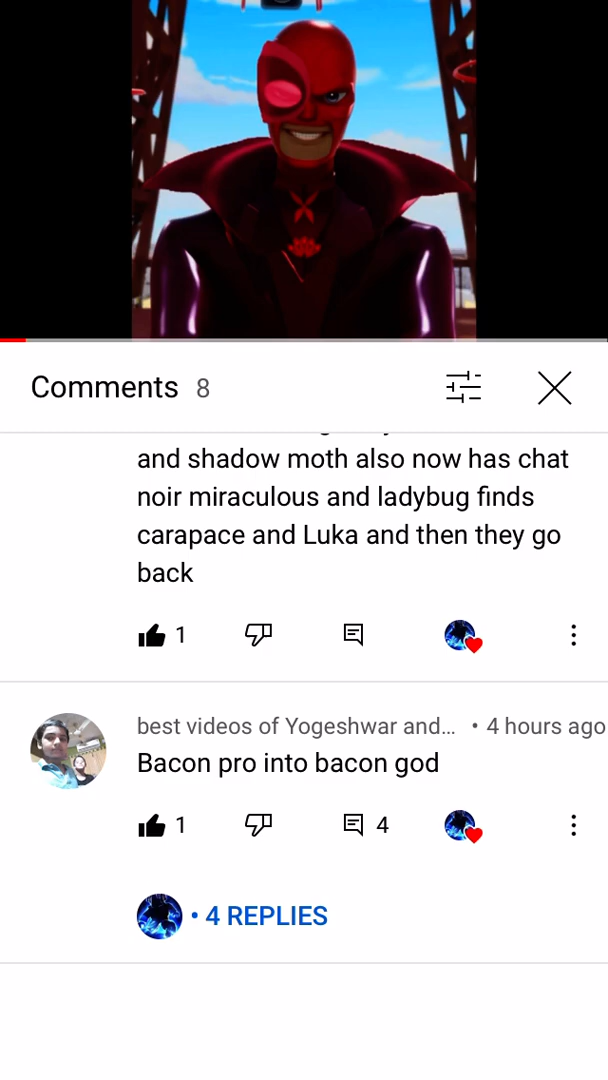 Comments 8
and shadow moth also now has chat
noir miraculous and ladybug finds
carapace and Luka and then they go
back
1
best videos of Yogeshwar and... • 4 hours ago
Bacon pro into bacon god
1 4
• 4 REPLIES